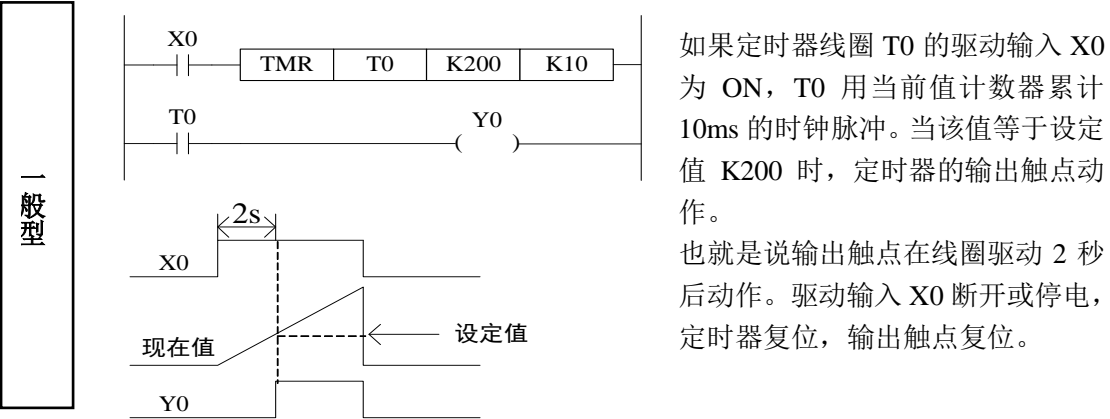 一般型
X0
TMR T0 K200 K10
T0
Y0
2s
X0
现在值
设定值
Y0
如果定时器线圈 T0 的驱动输入 X0
为 ON，T0 用当前值计数器累计
10ms 的时钟脉冲。当该值等于设定
值 K200 时，定时器的输出触点动
作。
也就是说输出触点在线圈驱动 2 秒
后动作。驱动输入 X0 断开或停电，
定时器复位，输出触点复位。